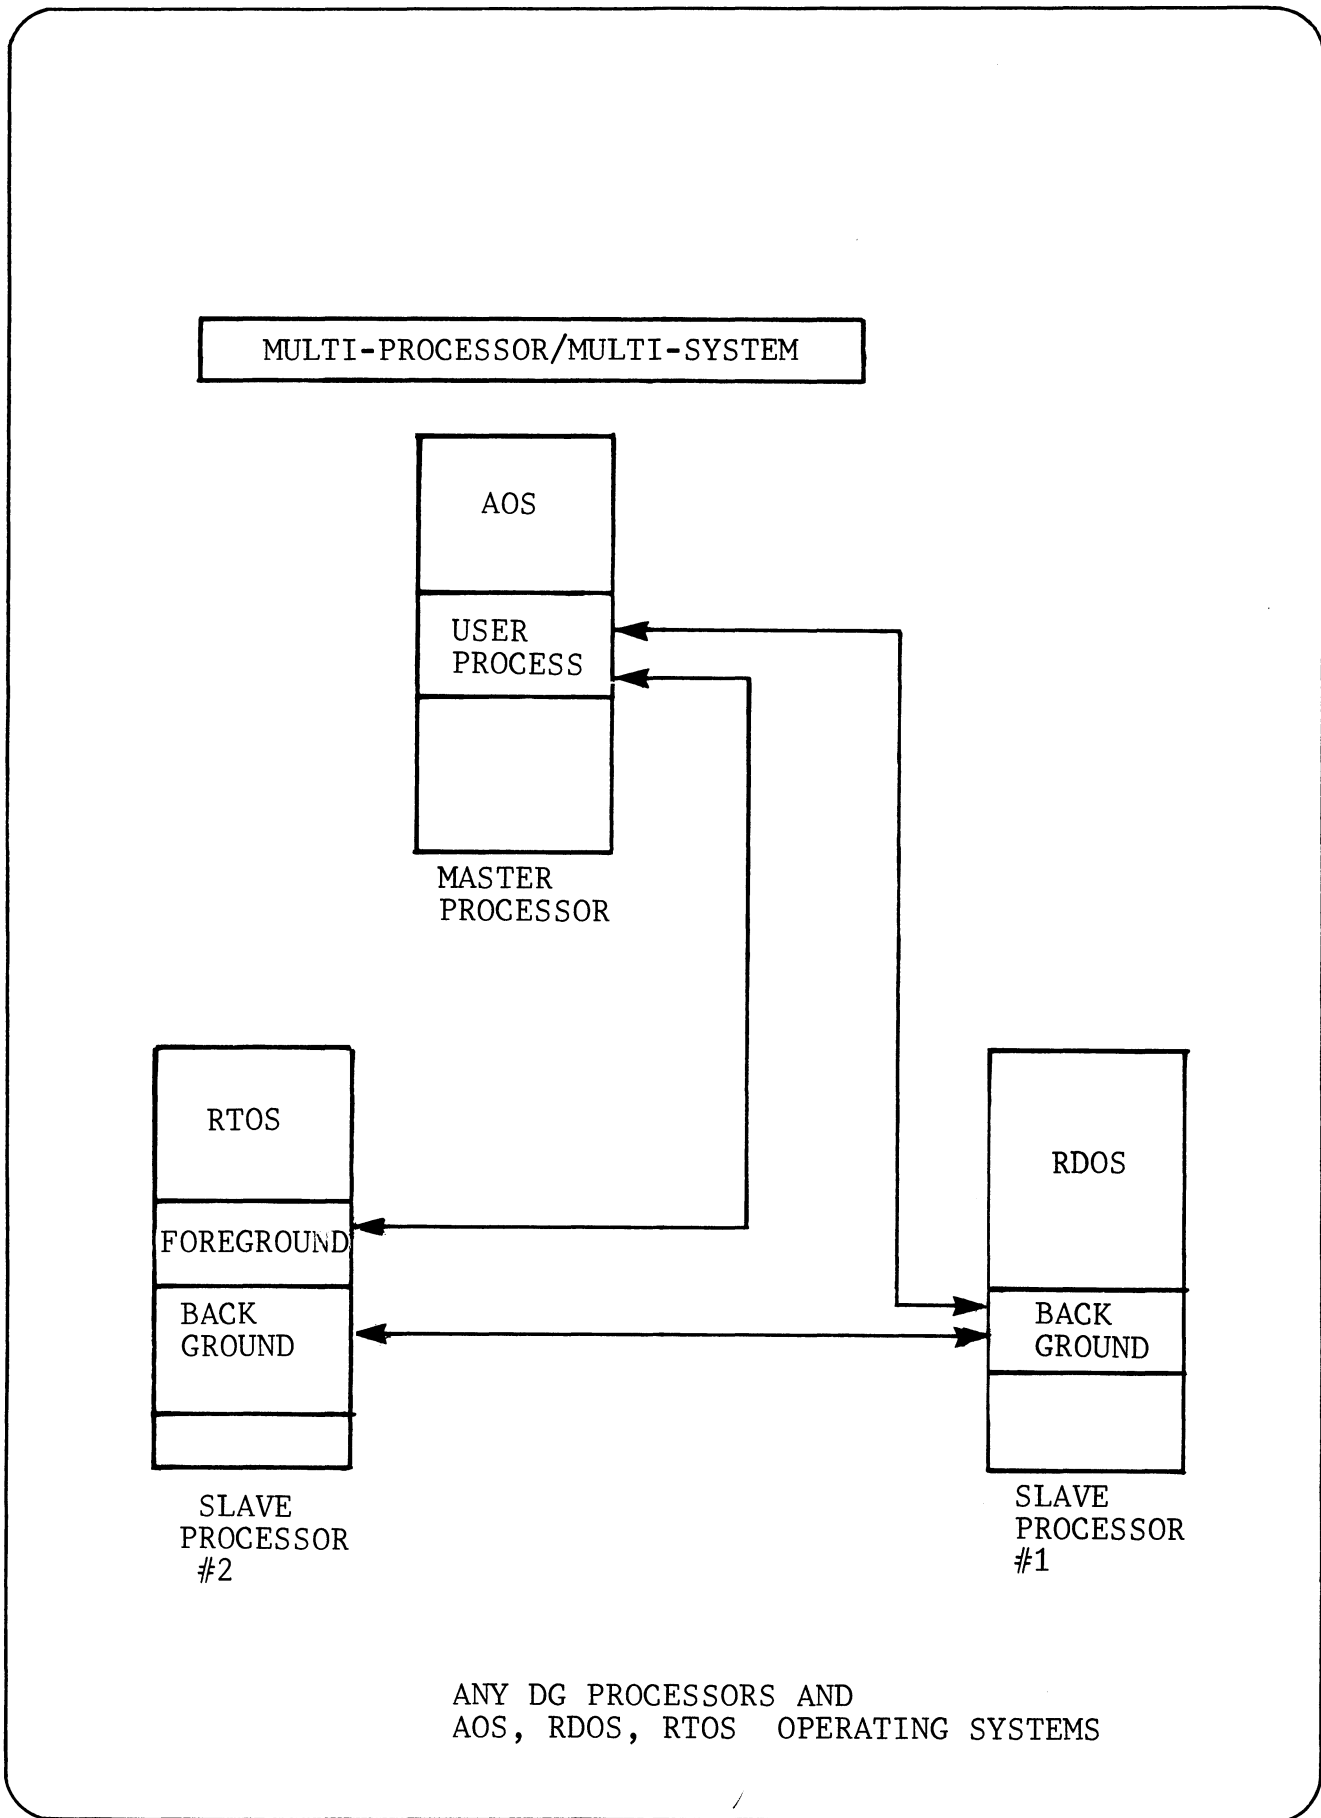 MULTI-PROCESSOR/MULTI-SYSTEM
AOS
USER
PROCESS
MASTER
PROCESSOR
RTOS
FOREGROUND
BACK
GROUND
SLAVE
PROCESSOR
#2
RDOS
BACK
GROUND
SLAVE
PROCESSOR
#1
ANY DG PROCESSORS AND
AOS, RDOS, RTOS OPERATING SYSTEMS